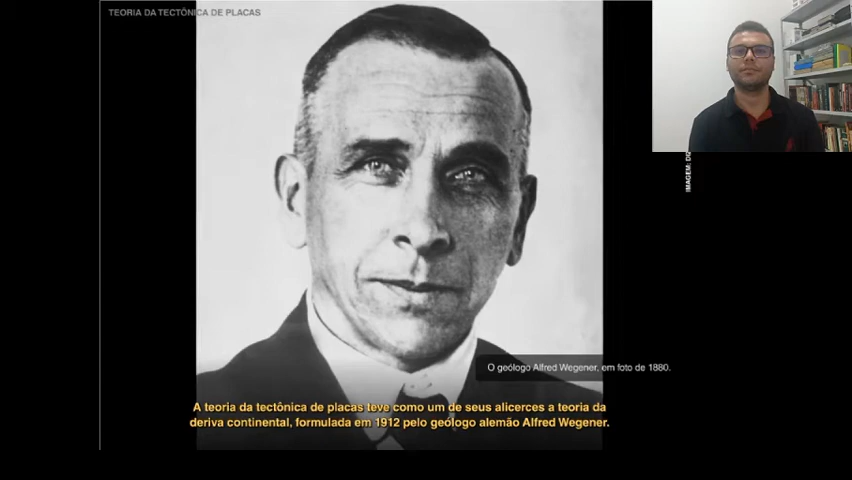 TEORIA DA TECTÔNICA DE PLACAS
O geólogo Alfred Wegener, em foto de 1880.
A teoria da tectônica de placas teve como um de seus alicerces a teoria da
deriva continental, formulada em 1912 pelo geólogo alemão Alfred Wegener.
IMAGEM: